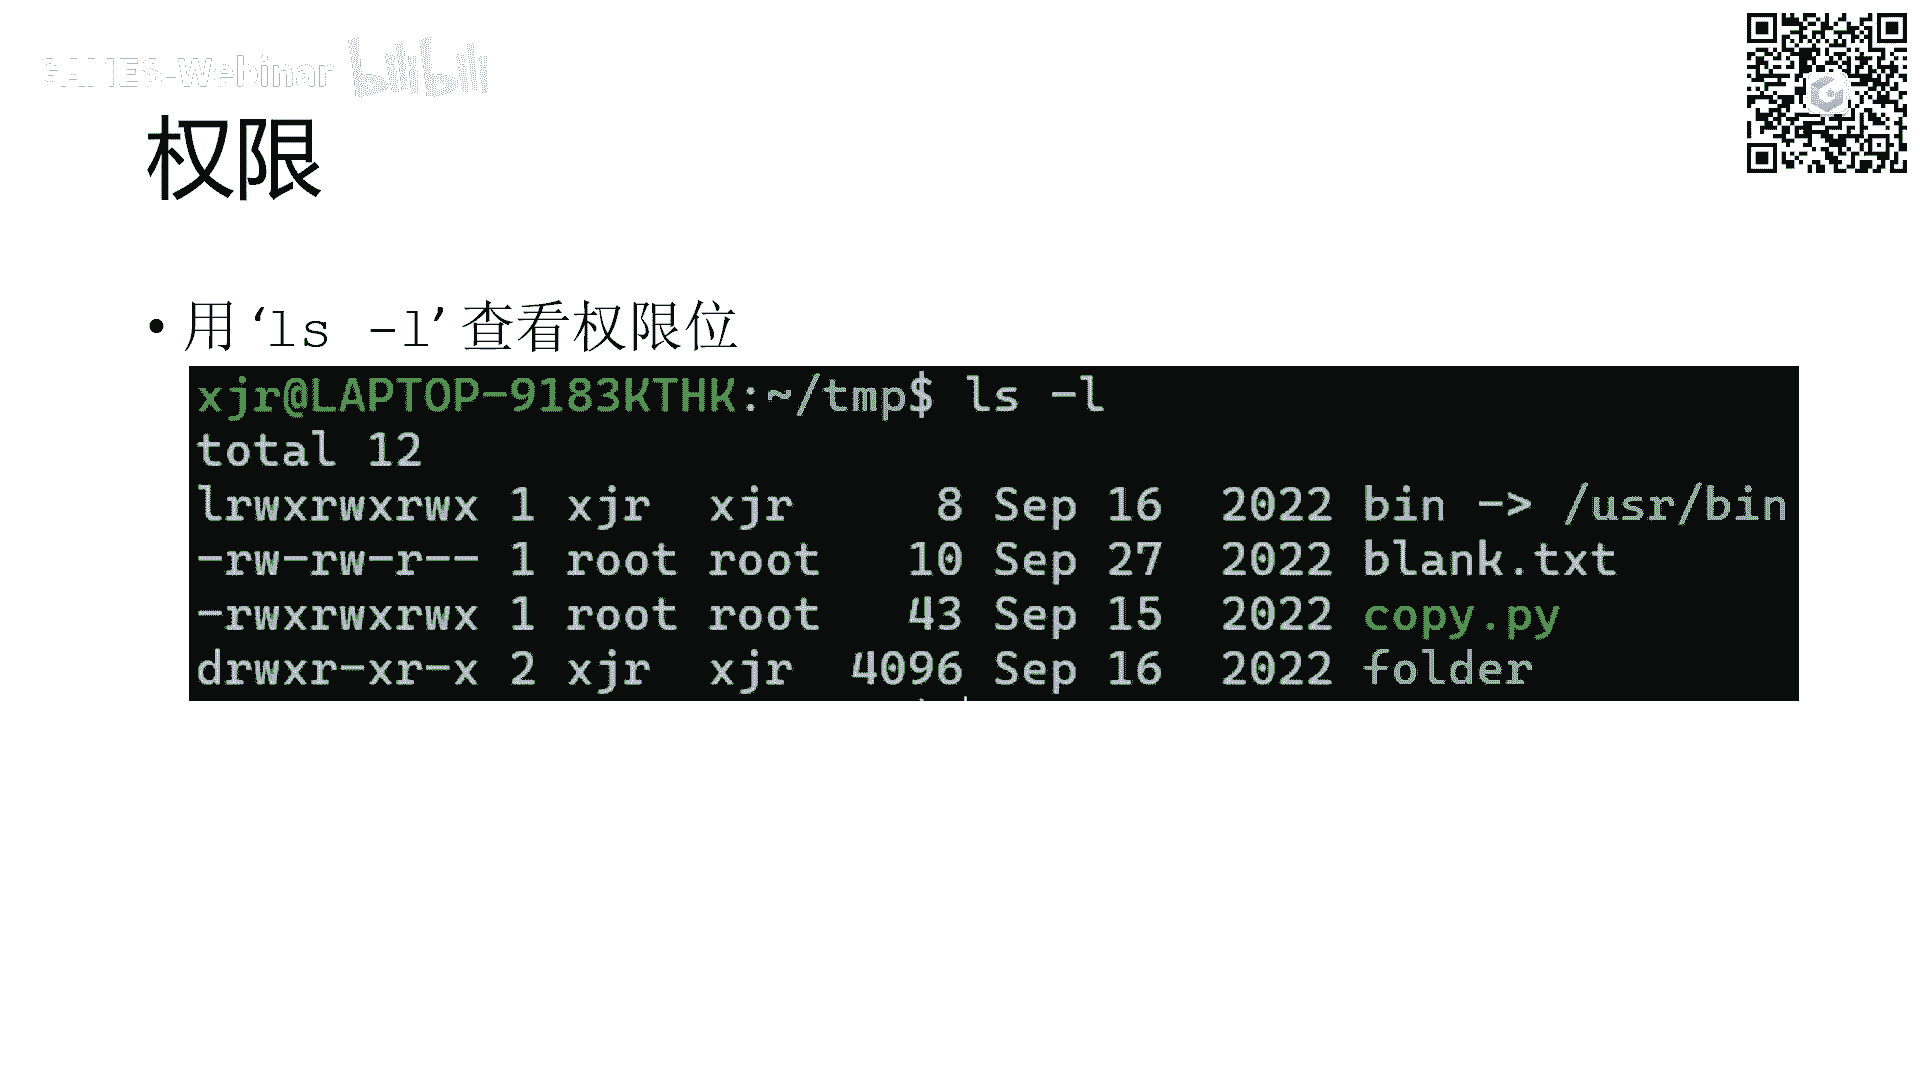 GAMES-Webinar bilibili
权限
• 用 ‘ls -l’ 查看权限位
xjr@LAPTOP-9183KTHK:~/tmp$ ls -l
total 12
lrwxrwxrwx 1 xjr  xjr     8 Sep 16  2022 bin -> /usr/bin
-rw-rw-r-- 1 root root   10 Sep 27  2022 blank.txt
-rwxrwxrwx 1 root root   43 Sep 15  2022 copy.py
drwxr-xr-x 2 xjr  xjr  4096 Sep 16  2022 folder